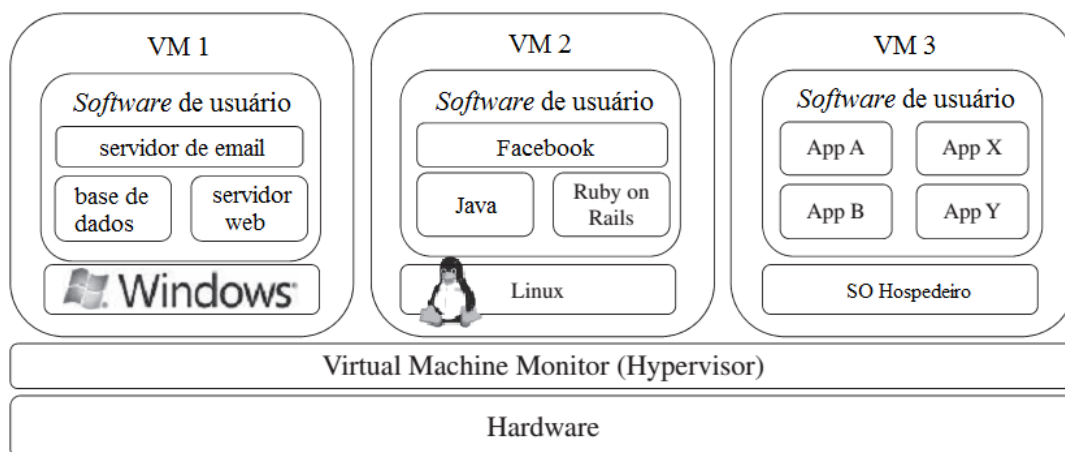 VM 1
Software de usuário
servidor de email
base de
dados
servidor
web
Windows
VM 2
Software de usuário
Facebook
Java
Ruby on
Rails
Linux
VM 3
Software de usuário
App A
App X
App B
App Y
SO Hospedeiro
Virtual Machine Monitor (Hypervisor)
Hardware